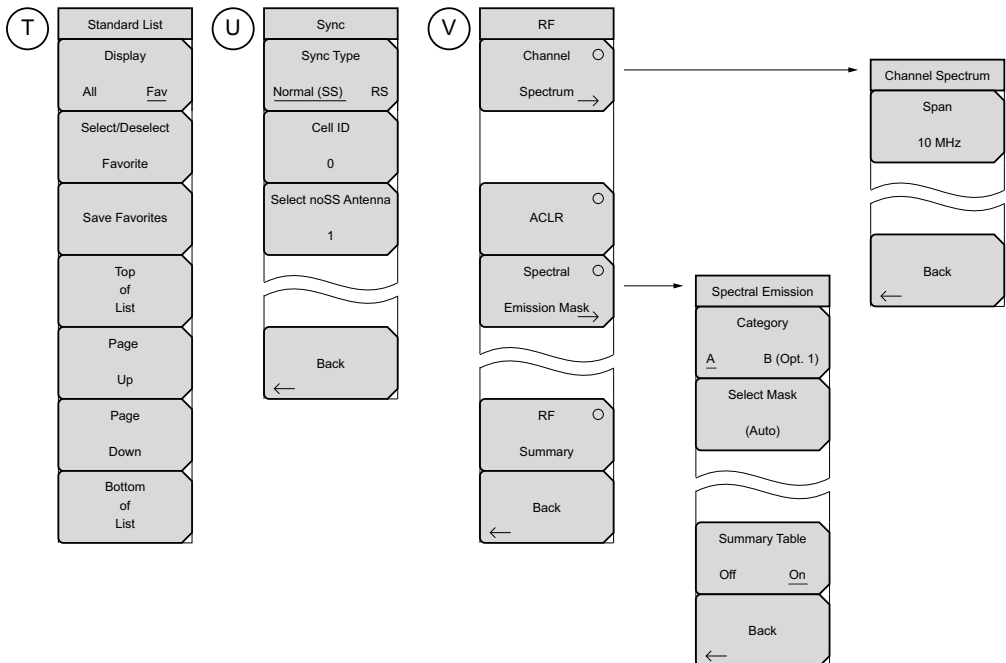 T
Standard List
Display
All Fav
Select/Deselect
Favorite
Save Favorites
Top
of
List
Page
Up
Page
Down
Bottom
of
List
U
Sync
Sync Type
Normal (SS) RS
Cell ID
0
Select noSS Antenna
1
Back
V
RF
Channel
Spectrum
ACLR
Spectral
Emission Mask
RF
Summary
Back
Spectral Emission
Category
A B (Opt. 1)
Select Mask
(Auto)
Summary Table
Off On
Back
Channel Spectrum
Span
10 MHz
Back